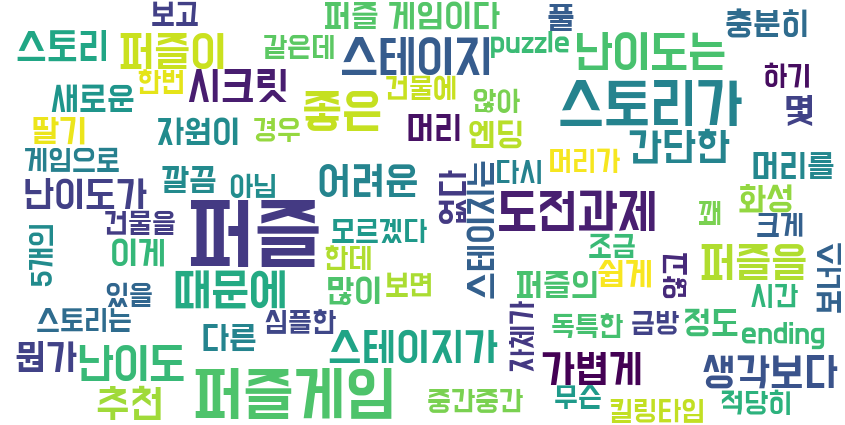 보고
퍼즐 게임이다
풀
충분히
스토리
퍼즐이
같은데
스테이지
puzzle
난이도는
한번
시크릿
건물에
하기
새로운
좋은
않아
스토리가
몇
딸기
자원이
경우
머리
엔딩
간단한
게임으로
깔끔
아님
어려운
없다
스테이지는
다시
머리가
머리를
난이도가
퍼즐
도전과제
꽤
화성
건물을
모르겠다
크게
5개의
이게
한데
조금
쉽게
않고
퍼즐을
보너스
있을
때문에
많이
보면
퍼즐의
시간
스토리는
심플한
다른
자체가
독특한
금방
정도
ending
뭔가
난이도
스테이지가
가볍게
생각보다
추천
퍼즐게임
중간중간
무슨
킬링타임
적당히